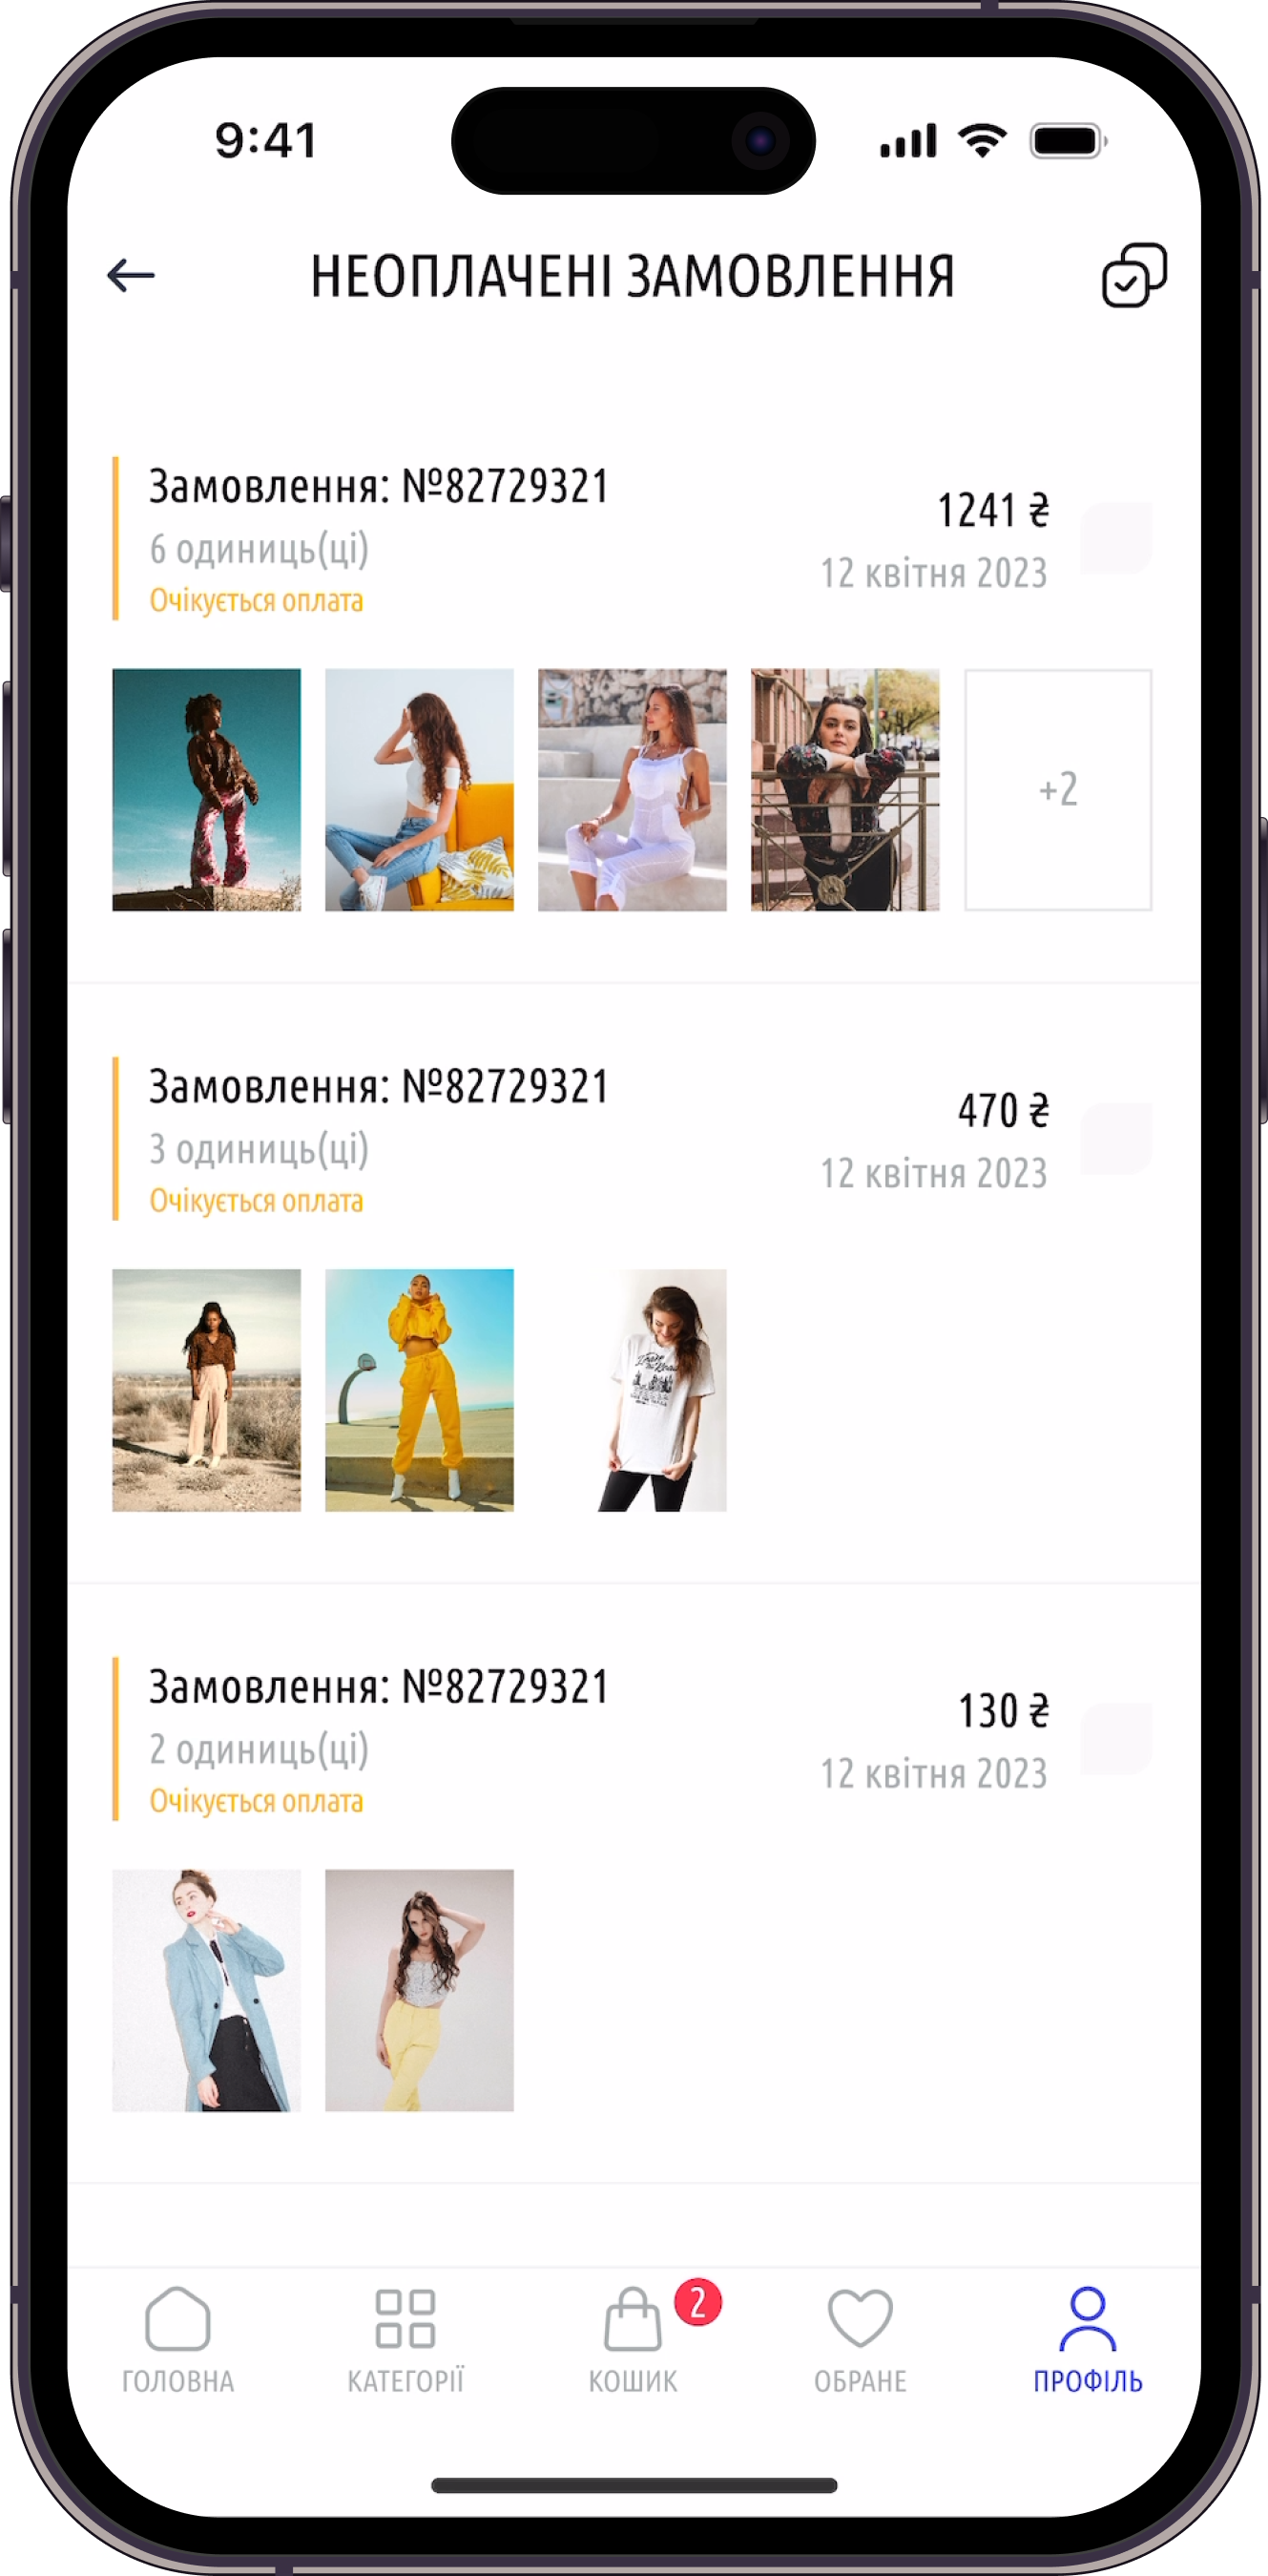 9:41
НЕОПЛАЧЕНІ ЗАМОВЛЕННЯ
Замовлення: №82729321
6 одиниць(ці)
Очікується оплата
1241 ₴
12 квітня 2023
+2
Замовлення: №82729321
3 одиниць(ці)
Очікується оплата
470 ₴
12 квітня 2023
Замовлення: №82729321
2 одиниць(ці)
Очікується оплата
130 ₴
12 квітня 2023
2
ГОЛОВНА
КАТЕГОРІЇ
КОШИК
ОБРАНЕ
ПРОФІЛЬ